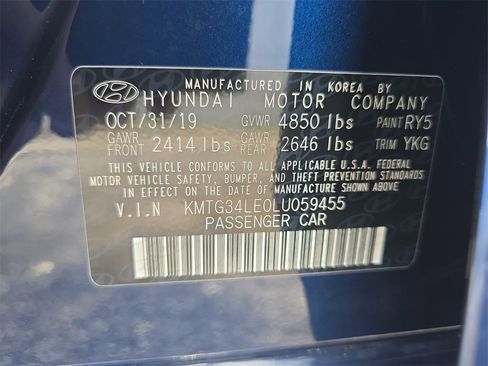 MANUFACTURED IN KOREA BY
HYUNDAI MOTOR COMPANY
OCT/31/19 GVWR 4850 lbs PAINT RY5
GAWR FRONT 2414 lbs GAWR REAR 2646 lbs TRIM YKG
THIS VEHICLE CONFORMS TO ALL APPLICABLE U.S.A. FEDERAL
MOTOR VEHICLE SAFETY, BUMPER, AND THEFT PREVENTION STANDARDS
IN EFFECT ON THE DATE OF MANUFACTURE SHOWN ABOVE.
V.I.N KMTG34LE0LU059455
PASSENGER CAR